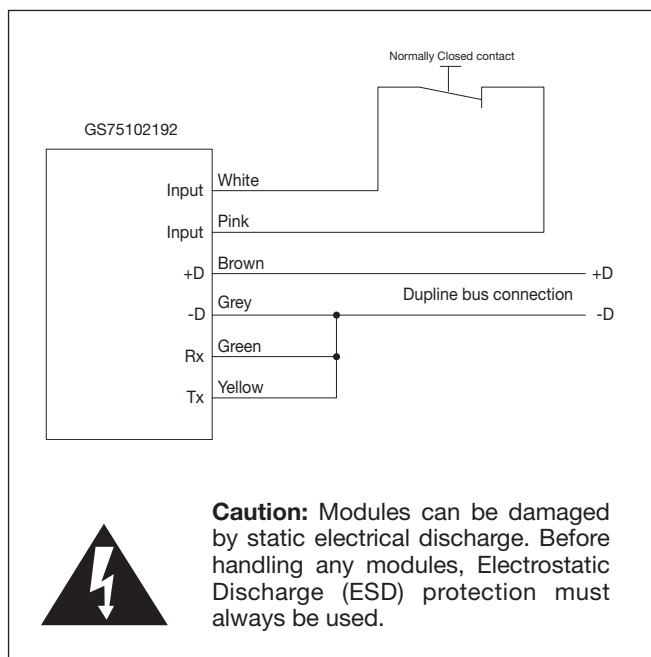 Normally Closed contact
GS75102192
Input White
Input Pink
+D Brown +D
Dupline bus connection
-D Grey -D
Rx Green
Tx Yellow
Caution: Modules can be damaged
by static electrical discharge. Before
handling any modules, Electrostatic
Discharge (ESD) protection must
always be used.